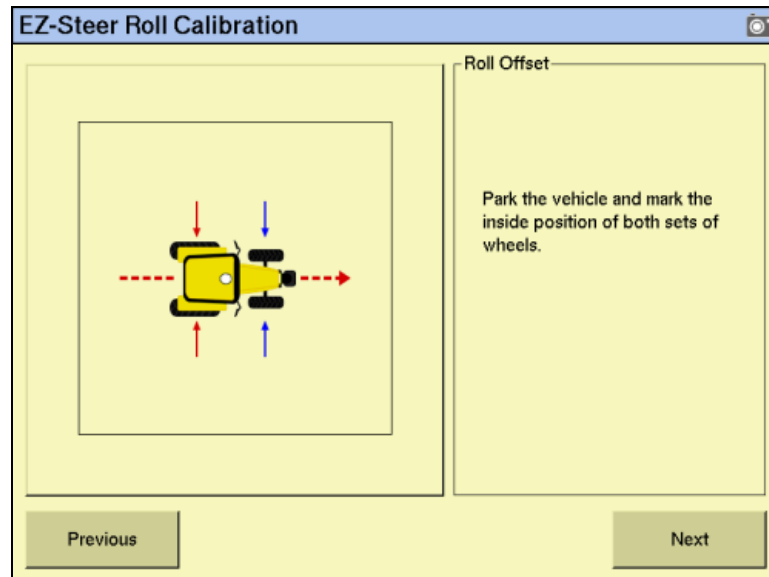 EZ-Steer Roll Calibration
Roll Offset
Park the vehicle and mark the
inside position of both sets of
wheels.
Previous
Next